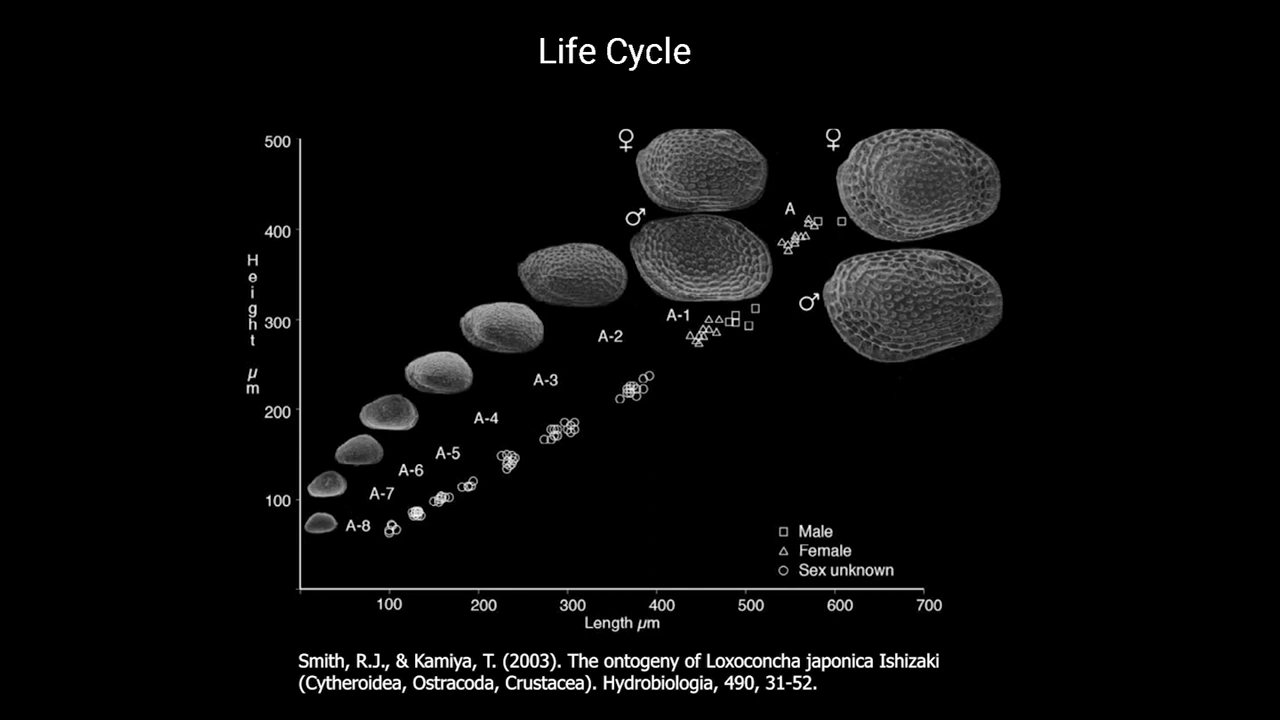 Life Cycle
500
♀
♀
A
♂
400
Height µm
♂
A-1
300
A-2
A-3
200
A-4
A-5
A-6
A-7
100
A-8
□ Male
△ Female
○ Sex unknown
100 200 300 400 500 600 700
Length µm
Smith, R.J., & Kamiya, T. (2003). The ontogeny of Loxoconcha japonica Ishizaki
(Cytheroidea, Ostracoda, Crustacea). Hydrobiologia, 490, 31-52.